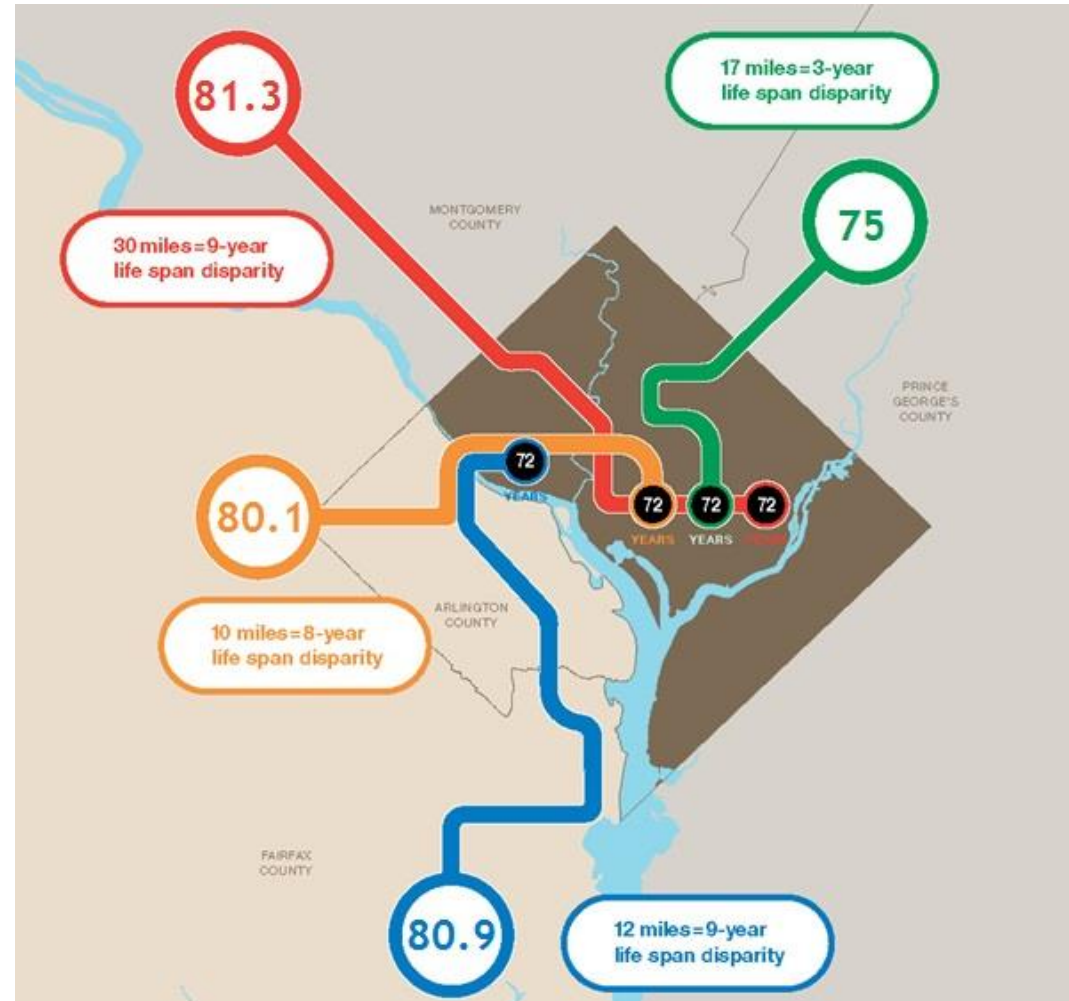 81.3
17 miles=3-year
life span disparity
MONTGOMERY
COUNTY
75
30 miles=9-year
life span disparity
PRINCE
GEORGE'S
COUNTY
72
YEARS
80.1
72
YEARS
72
YEARS
72
YEARS
ARLINGTON
COUNTY
10 miles=8-year
life span disparity
FAIRFAX
COUNTY
80.9
12 miles=9-year
life span disparity